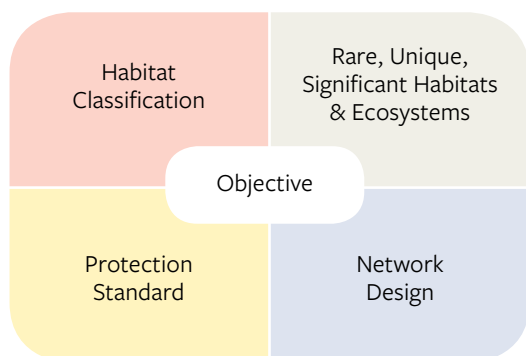 Habitat
Classification
Rare, Unique,
Significant Habitats
& Ecosystems
Objective
Protection
Standard
Network
Design